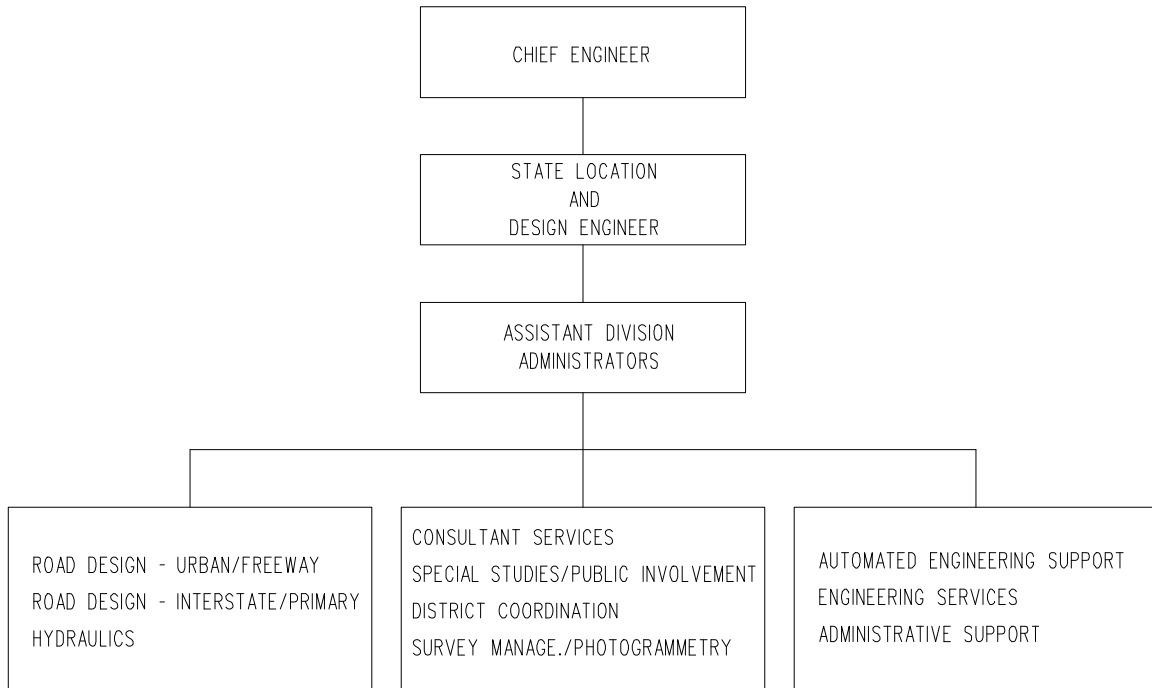 CHIEF ENGINEER
STATE LOCATION
AND
DESIGN ENGINEER
ASSISTANT DIVISION
ADMINISTRATORS
ROAD DESIGN - URBAN/FREEWAY
ROAD DESIGN - INTERSTATE/PRIMARY
HYDRAULICS
CONSULTANT SERVICES
SPECIAL STUDIES/PUBLIC INVOLVEMENT
DISTRICT COORDINATION
SURVEY MANAGE./PHOTOGRAMMETRY
AUTOMATED ENGINEERING SUPPORT
ENGINEERING SERVICES
ADMINISTRATIVE SUPPORT